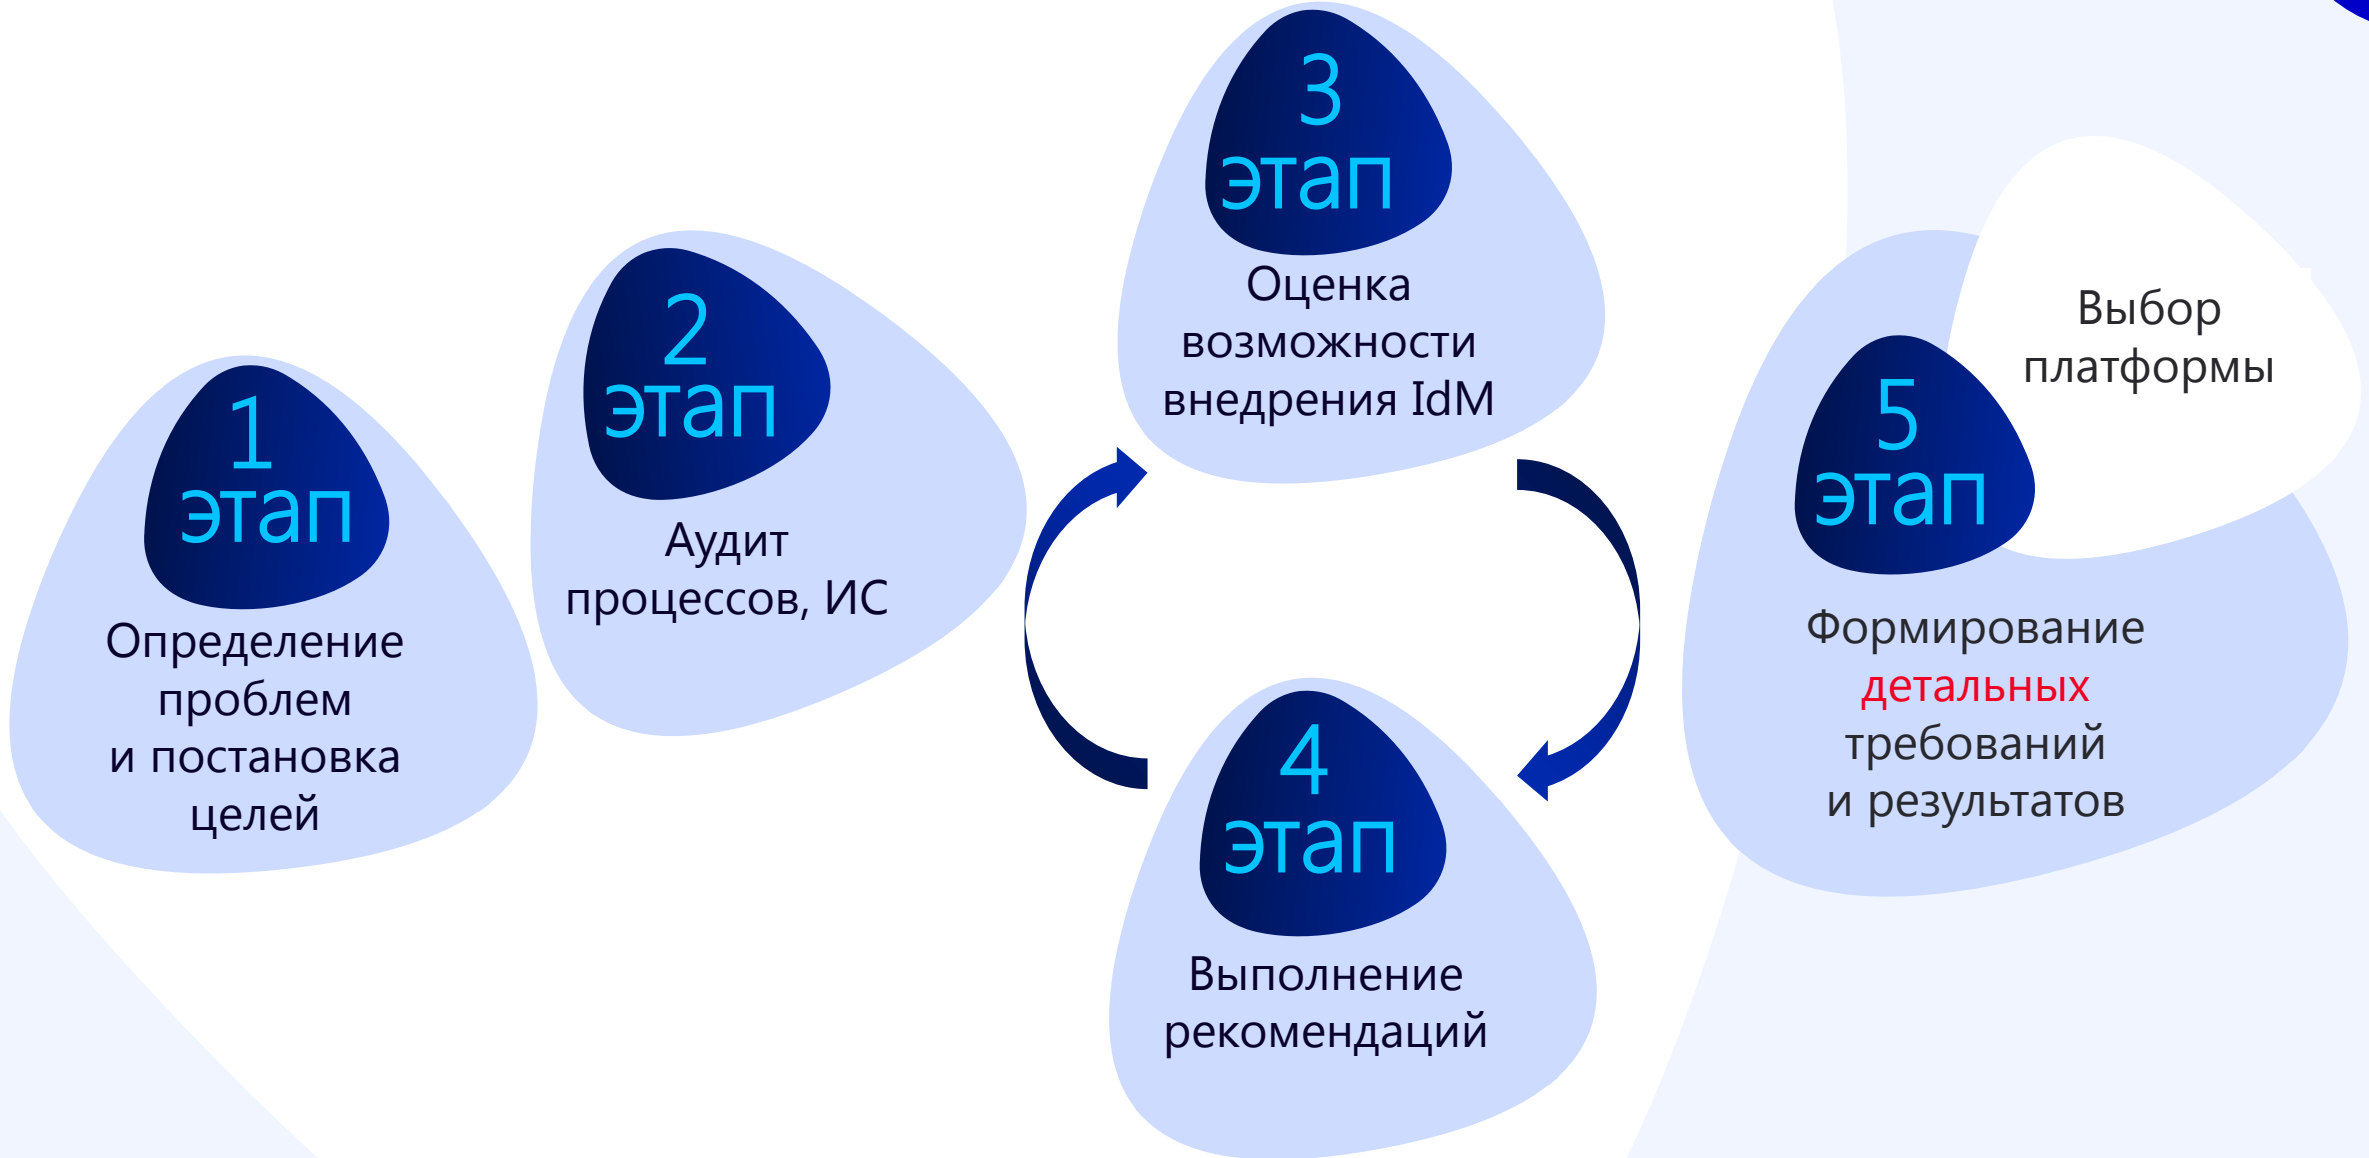 1
этап
Определение
проблем
и постановка
целей
2
этап
Аудит
процессов, ИС
3
этап
Оценка
возможности
внедрения IdM
4
этап
Выполнение
рекомендаций
5
этап
Выбор
платформы
Формирование
детальных
требований
и результатов